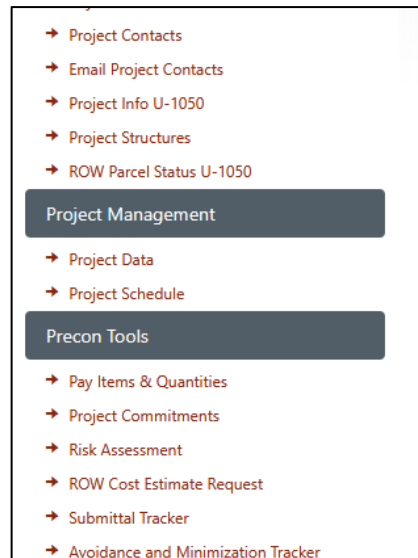 Project Contacts
Email Project Contacts
Project Info U-1050
Project Structures
ROW Parcel Status U-1050
Project Management
Project Data
Project Schedule
Precon Tools
Pay Items & Quantities
Project Commitments
Risk Assessment
ROW Cost Estimate Request
Submittal Tracker
Avoidance and Minimization Tracker